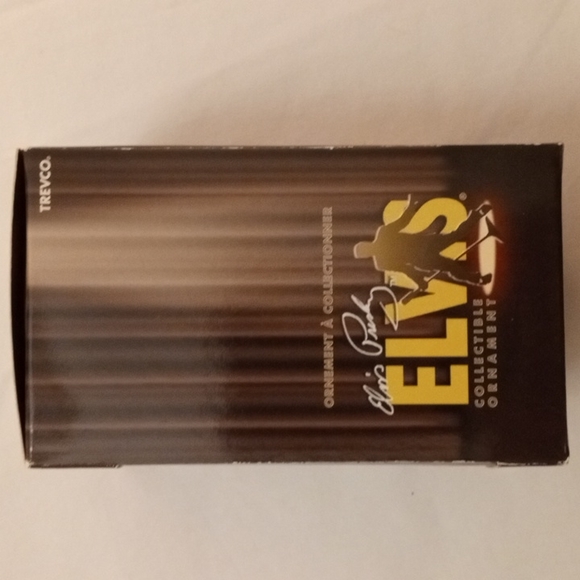 TREVCO.
ORNEMENT À COLLECTIONNER
Elvis Presley
ELVIS®
COLLECTIBLE
ORNAMENT